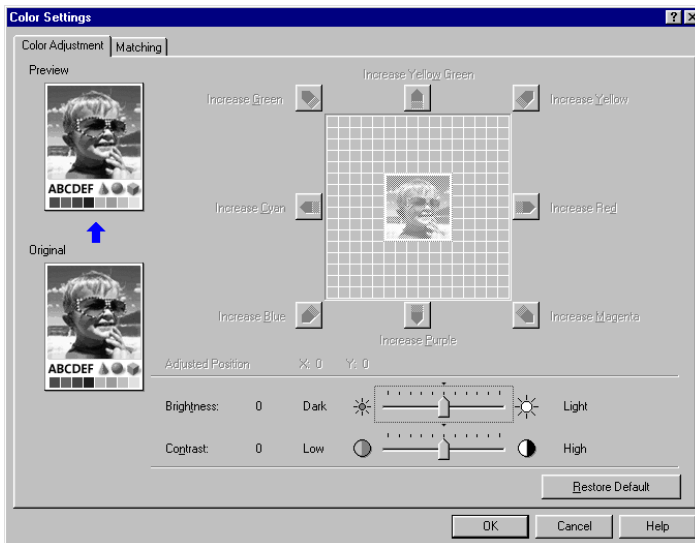 Color Settings
Color Adjustment Matching
Preview
Increase Yellow Green
Increase Green Increase Yellow
ABCDEF
Increase Cyan Increase Red
Original
Increase Blue Increase Magenta
Increase Purple
ABCDEF
Adjusted Position X: 0 Y: 0
Brightness: 0 Dark Light
Contrast: 0 Low High
Restore Default
OK Cancel Help